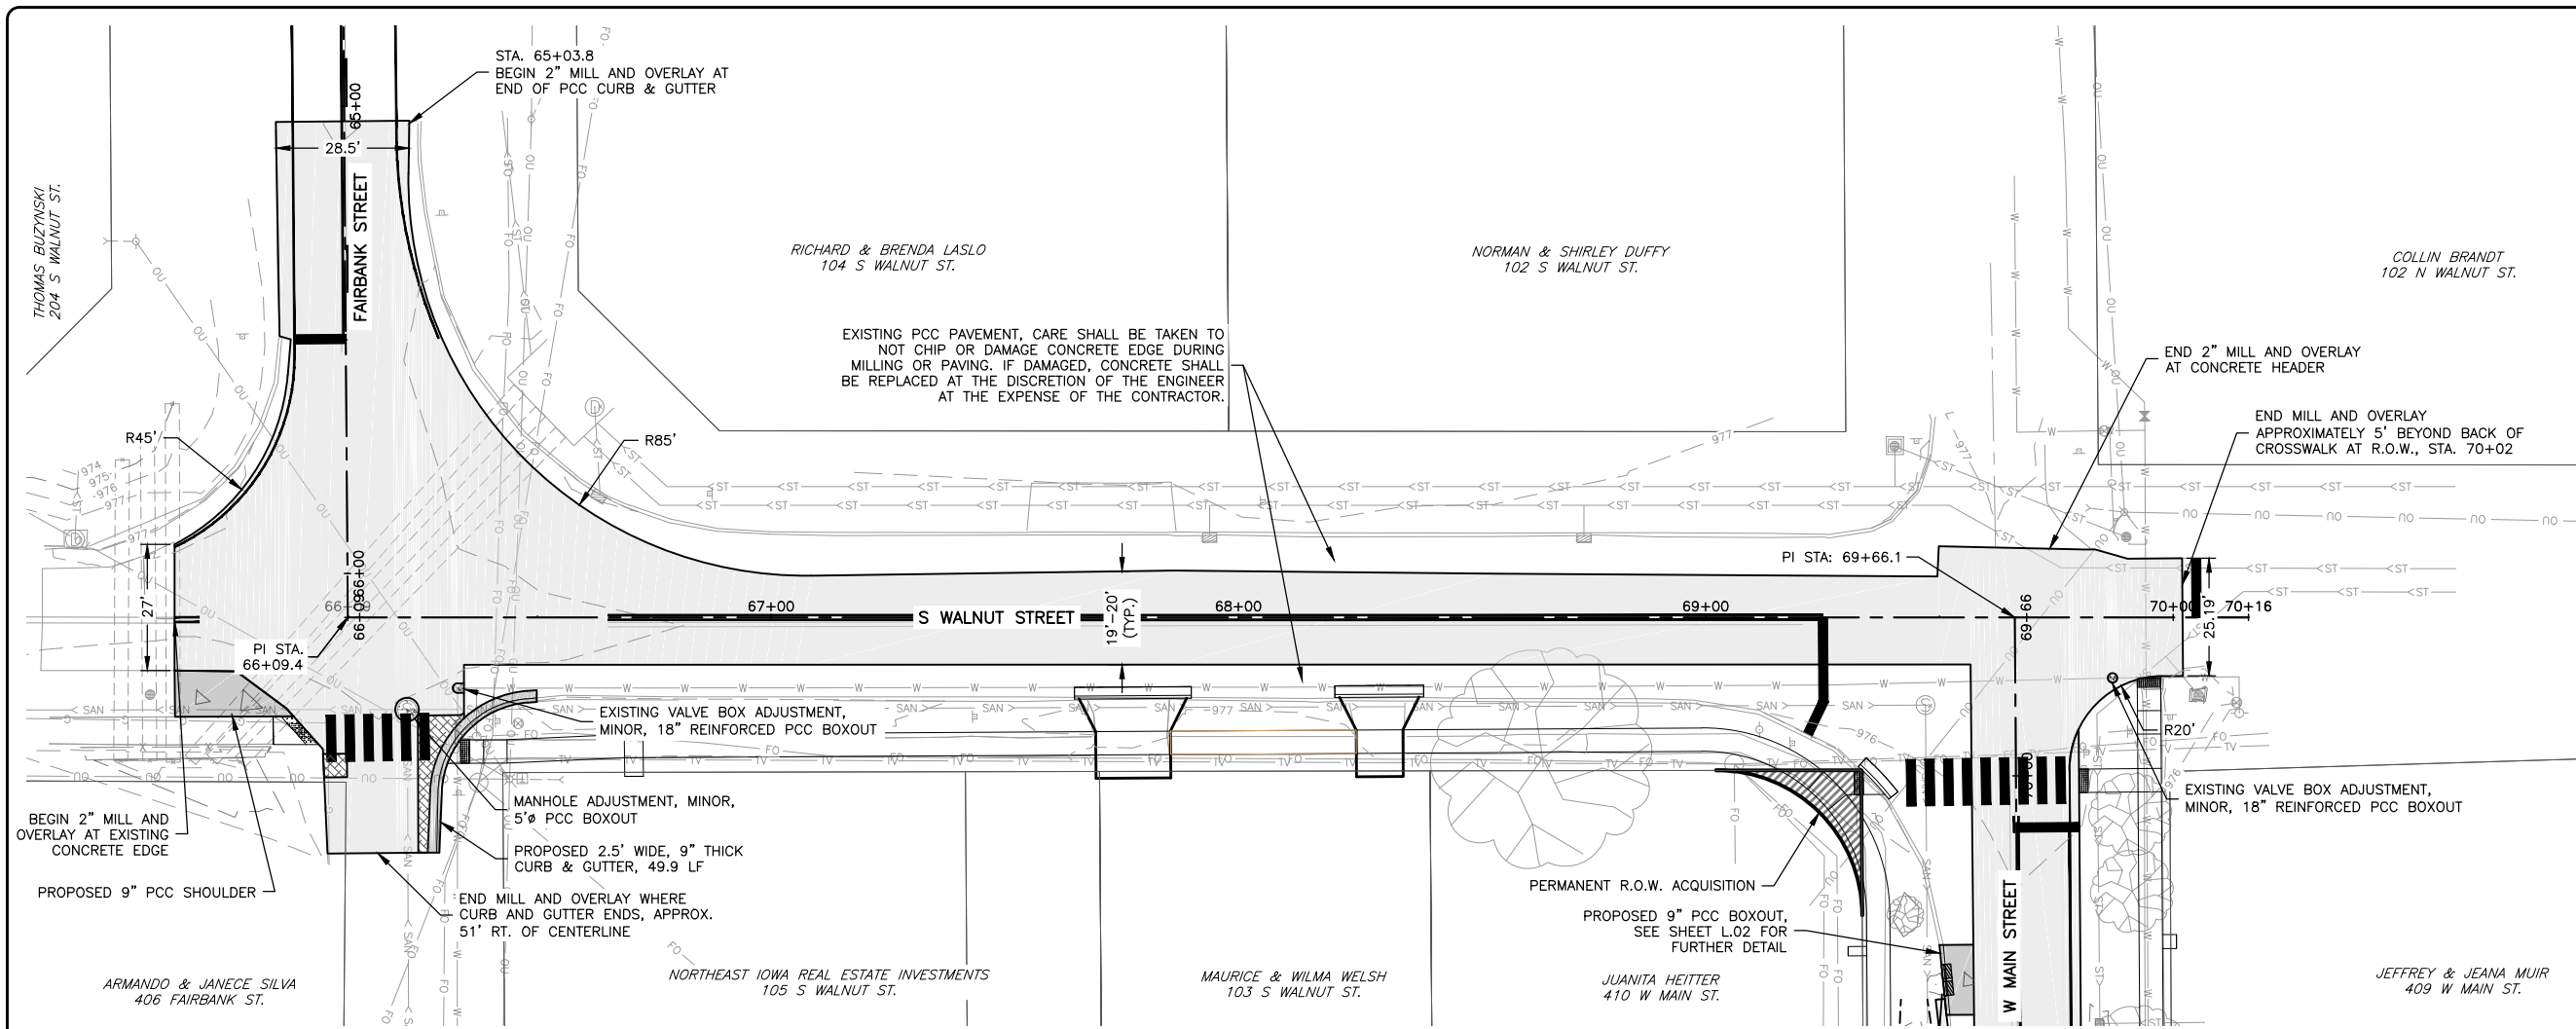 STA. 65+03.8
BEGIN 2” MILL AND OVERLAY AT
END OF PCC CURB & GUTTER
65+00
28.5'
FAIRBANK STREET
THOMAS BUZYNSKI
204 S WALNUT ST.
RICHARD & BRENDA LASLO
104 S WALNUT ST.
NORMAN & SHIRLEY DUFFY
102 S WALNUT ST.
COLLIN BRANDT
102 N WALNUT ST.
EXISTING PCC PAVEMENT, CARE SHALL BE TAKEN TO
NOT CHIP OR DAMAGE CONCRETE EDGE DURING
MILLING OR PAVING. IF DAMAGED, CONCRETE SHALL
BE REPLACED AT THE DISCRETION OF THE ENGINEER
AT THE EXPENSE OF THE CONTRACTOR.
END 2” MILL AND OVERLAY
AT CONCRETE HEADER
END MILL AND OVERLAY
APPROXIMATELY 5' BEYOND BACK OF
CROSSWALK AT R.O.W., STA. 70+02
R45'
R85'
974
975
976
977
977
977
977
27'
66+00
66+09
PI STA.
66+09.4
67+00
S WALNUT STREET
19'-20'
(TYP.)
68+00
69+00
PI STA: 69+66.1
69+66
70+00
70+16
25.19'
EXISTING VALVE BOX ADJUSTMENT,
MINOR, 18” REINFORCED PCC BOXOUT
977
976
R20'
976
EXISTING VALVE BOX ADJUSTMENT,
MINOR, 18” REINFORCED PCC BOXOUT
MANHOLE ADJUSTMENT, MINOR,
5'ø PCC BOXOUT
BEGIN 2” MILL AND
OVERLAY AT EXISTING
CONCRETE EDGE
PROPOSED 2.5' WIDE, 9” THICK
CURB & GUTTER, 49.9 LF
PROPOSED 9” PCC SHOULDER
END MILL AND OVERLAY WHERE
CURB AND GUTTER ENDS, APPROX.
51' RT. OF CENTERLINE
PERMANENT R.O.W. ACQUISITION
PROPOSED 9” PCC BOXOUT,
SEE SHEET L.02 FOR
FURTHER DETAIL
W MAIN STREET
ARMANDO & JANECE SILVA
406 FAIRBANK ST.
NORTHEAST IOWA REAL ESTATE INVESTMENTS
105 S WALNUT ST.
MAURICE & WILMA WELSH
103 S WALNUT ST.
JUANITA HEITTER
410 W MAIN ST.
JEFFREY & JEANA MUIR
409 W MAIN ST.